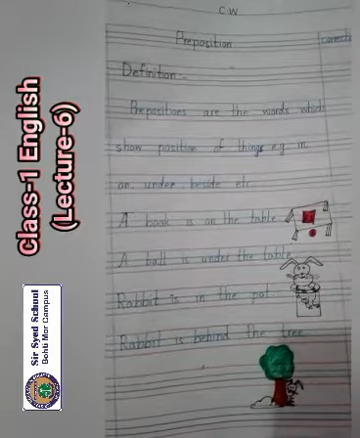 C.W
Preposition
Definition:-
Prepositions are the words which
show position of things e.g in
on, under, beside etc.
A book is on the table
A ball is under the table
Rabbit is in the pot
Rabbit is behind the tree
Class-1 English
(Lecture-6)
Sir Syed School
Bohti Mor Campus